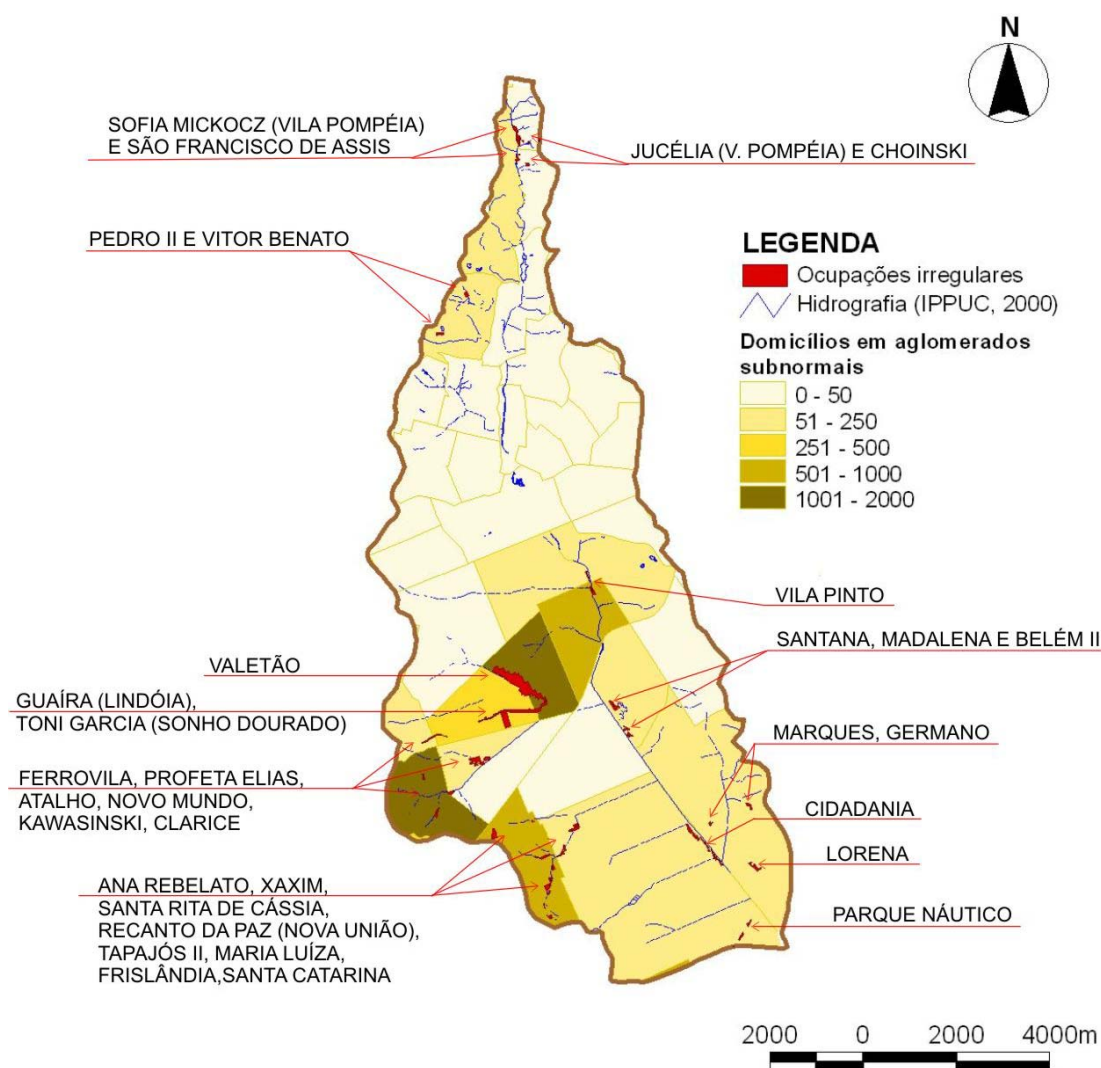 N
SOFIA MICKOCZ (VILA POMPÉIA)
E SÃO FRANCISCO DE ASSIS
JUCÉLIA (V. POMPÉIA) E CHOINSKI
PEDRO II E VITOR BENATO
LEGENDA
Ocupações irregulares
Hidrografia (IPPUC, 2000)
Domicílios em aglomerados
subnormais
0 - 50
51 - 250
251 - 500
501 - 1000
1001 - 2000
VILA PINTO
SANTANA, MADALENA E BELÉM II
VALETÃO
GUAÍRA (LINDÓIA),
TONI GARCIA (SONHO DOURADO)
MARQUES, GERMANO
FERROVILA, PROFETA ELIAS,
ATALHO, NOVO MUNDO,
KAWASINSKI, CLARICE
CIDADANIA
LORENA
ANA REBELATO, XAXIM,
SANTA RITA DE CÁSSIA,
RECANTO DA PAZ (NOVA UNIÃO),
TAPAJÓS II, MARIA LUÍZA,
FRISLÂNDIA,SANTA CATARINA
PARQUE NÁUTICO
2000 0 2000 4000m